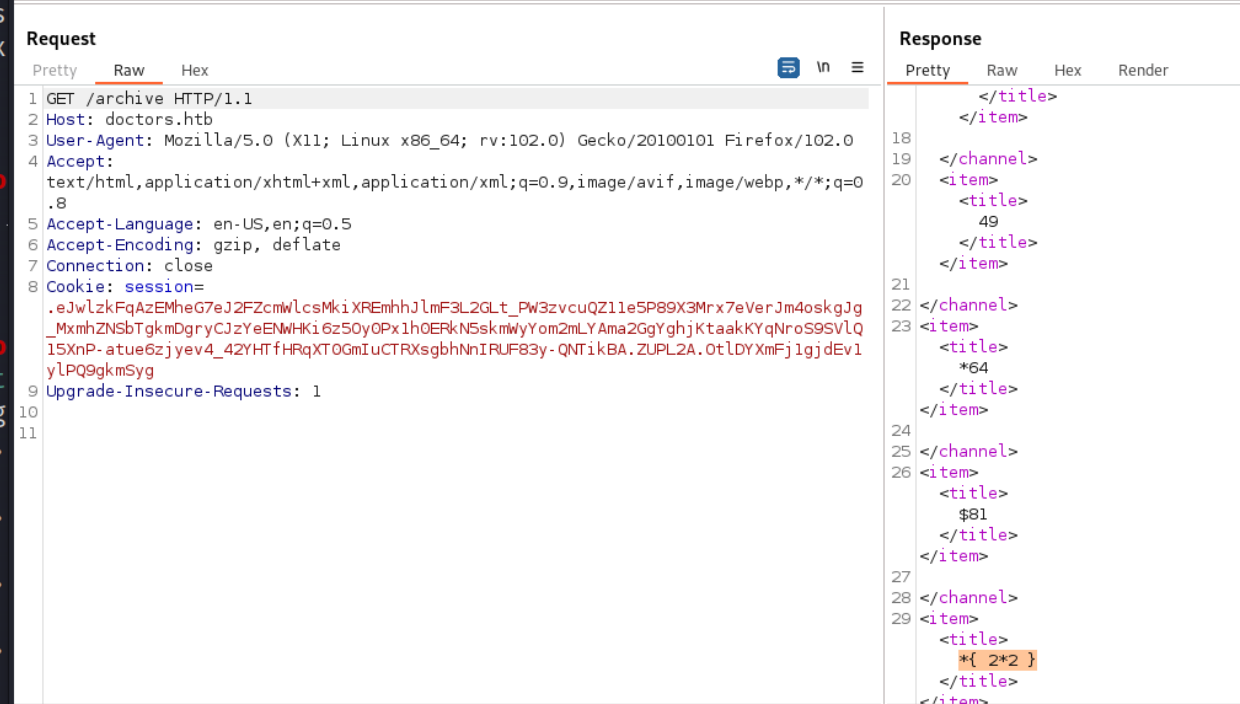 Request
Pretty Raw Hex \n
1 GET /archive HTTP/1.1
2 Host: doctors.htb
3 User-Agent: Mozilla/5.0 (X11; Linux x86_64; rv:102.0) Gecko/20100101 Firefox/102.0
4 Accept:
text/html,application/xhtml+xml,application/xml;q=0.9,image/avif,image/webp,*/*;q=0
.8
5 Accept-Language: en-US,en;q=0.5
6 Accept-Encoding: gzip, deflate
7 Connection: close
8 Cookie: session=
.eJwlzkFqAzEMheG7eJ2FZcmWlcsMkiXREmhhJlmF3L2GLt_PW3zvcuQZ11e5P89X3Mrx7eVerJm4oskgJg
_MxmhZNSbTgkmDgryCJzYeENWHKi6z5Oy0Px1h0ERkN5skmWyYom2mLYAma2GgYghjKtaakKYqNroS9SVlQ
15XnP-atue6zjyev4_42YHTfHRqXTOGmIuCTRXsgbhNnIRUF83y-QNTikBA.ZUPL2A.OtlDYXmFj1gjdEv1
ylPQ9gkmSyg
9 Upgrade-Insecure-Requests: 1
10
11
Response
Pretty Raw Hex Render
</title>
</item>
18
19 </channel>
20 <item>
<title>
49
</title>
</item>
21
22 </channel>
23 <item>
<title>
*64
</title>
</item>
24
25 </channel>
26 <item>
<title>
$81
</title>
</item>
27
28 </channel>
29 <item>
<title>
*{ 2*2 }
</title>
</item>